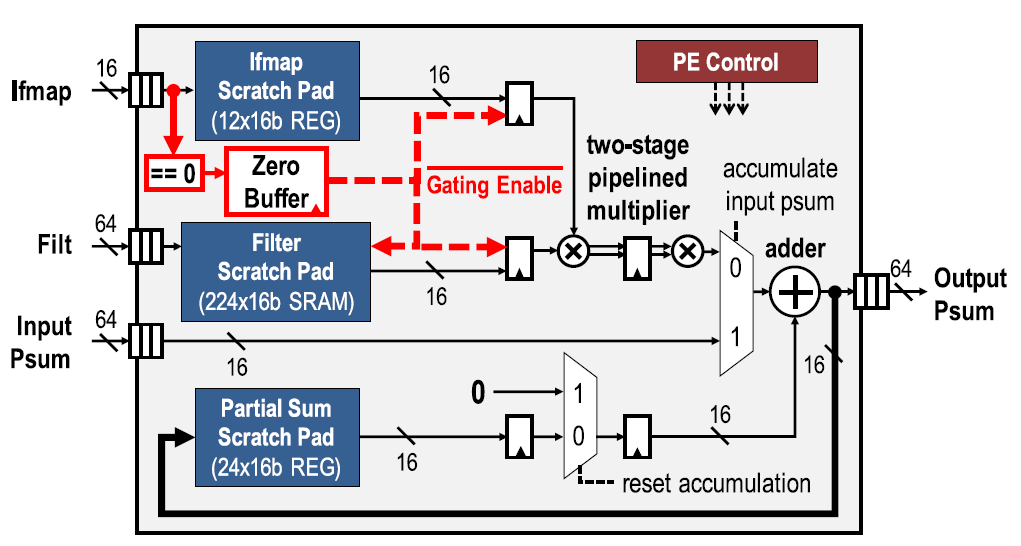 16
Ifmap
Ifmap
Scratch Pad
(12x16b REG)
16
PE Control
== 0
Zero
Buffer
Gating Enable
two-stage
pipelined
multiplier
accumulate
input psum
64
Filt
Filter
Scratch Pad
(224x16b SRAM)
16
0
1
adder
64
Output
Psum
64
Input
Psum
16
16
Partial Sum
Scratch Pad
(24x16b REG)
16
0
1
0
16
reset accumulation